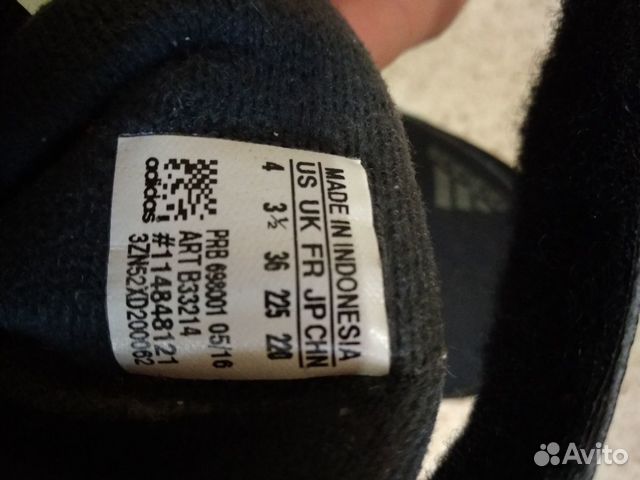 MADE IN INDONESIA
US UK FR JP CHN
4 3½ 36 225 220
adidas
PRB 698001 05/16
ART B33214
#114848121
3ZN52XD200062
Avito